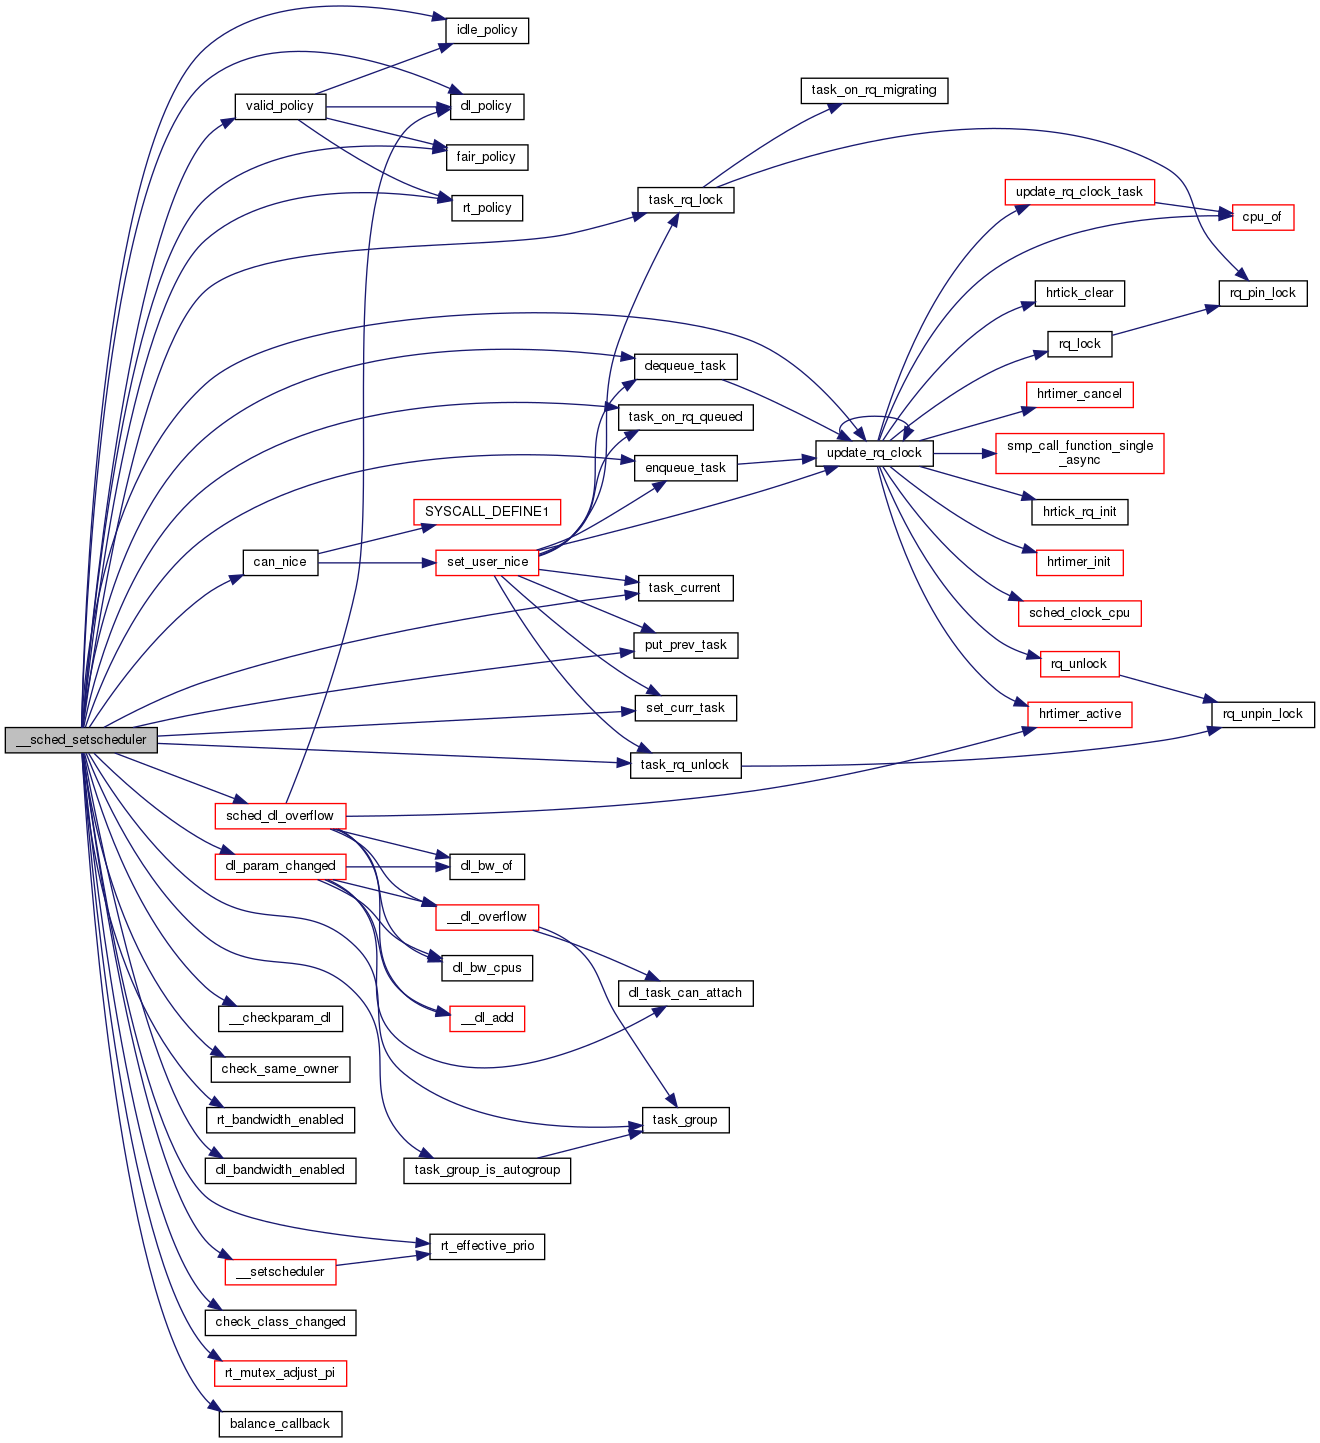 idle_policy
valid_policy
dl_policy
fair_policy
rt_policy
task_on_rq_migrating
task_rq_lock
update_rq_clock_task
cpu_of
hrtick_clear
rq_pin_lock
rq_lock
dequeue_task
hrtimer_cancel
task_on_rq_queued
update_rq_clock
smp_call_function_single
_async
enqueue_task
SYSCALL_DEFINE1
hrtick_rq_init
can_nice
set_user_nice
hrtimer_init
task_current
sched_clock_cpu
put_prev_task
rq_unlock
set_curr_task
hrtimer_active
rq_unpin_lock
__sched_setscheduler
task_rq_unlock
sched_dl_overflow
dl_param_changed
dl_bw_of
__dl_overflow
dl_bw_cpus
dl_task_can_attach
__checkparam_dl
__dl_add
check_same_owner
rt_bandwidth_enabled
task_group
dl_bandwidth_enabled
task_group_is_autogroup
rt_effective_prio
__setscheduler
check_class_changed
rt_mutex_adjust_pi
balance_callback